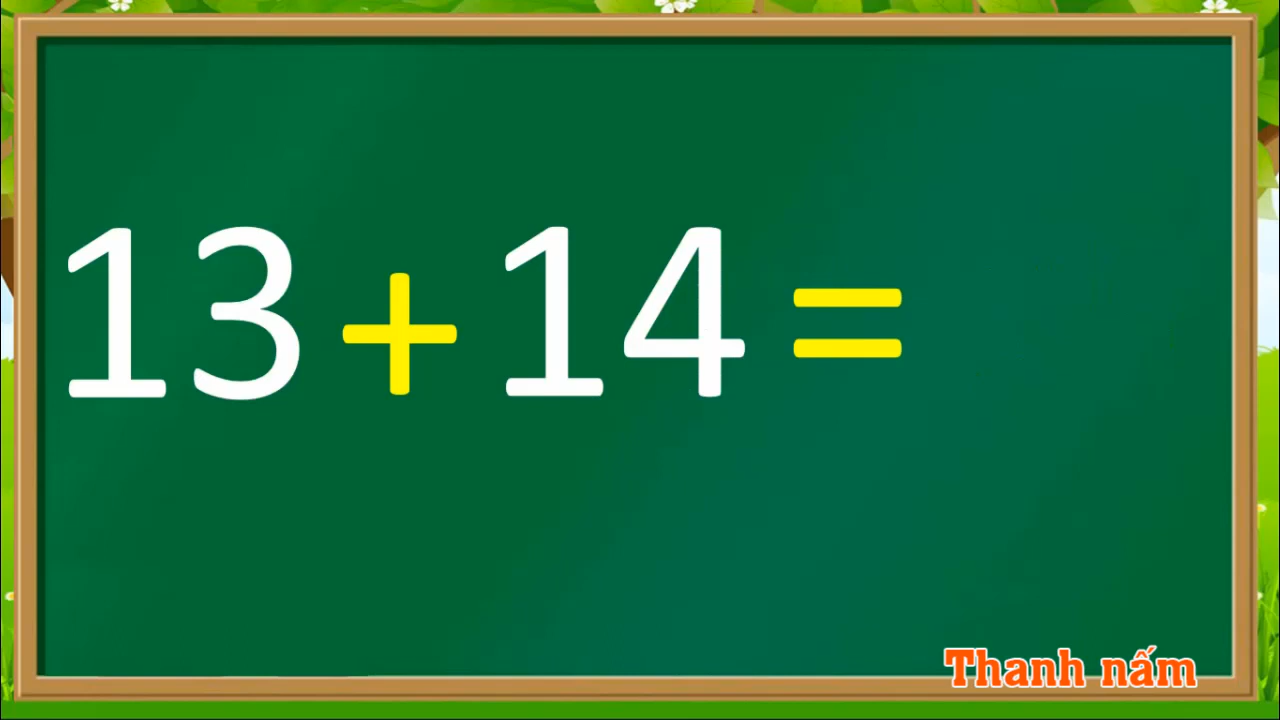 13 + 14 =
Thanh nấm